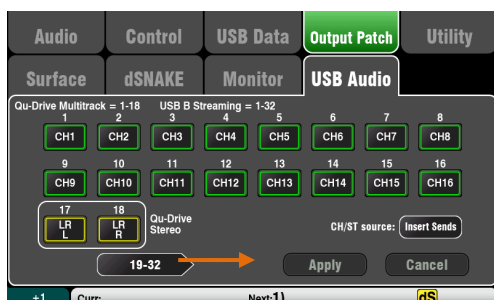 Audio Control USB Data Output Patch Utility
Surface dSNAKE Monitor USB Audio
Qu-Drive Multitrack = 1-18 USB B Streaming = 1-32
1 2 3 4 5 6 7 8
CH1 CH2 CH3 CH4 CH5 CH6 CH7 CH8
9 10 11 12 13 14 15 16
CH9 CH10 CH11 CH12 CH13 CH14 CH15 CH16
17 18
LR LR
L R
Qu-Drive
Stereo
CH/ST source: Insert Sends
19-32 Apply Cancel
+1 Curr: Next:1) dS